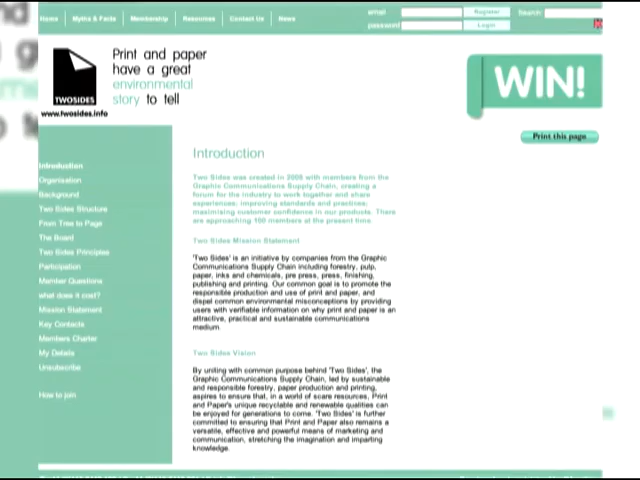 Home Myths & Facts Membership Resources Contact Us News
email Register Search:
password Login
Print and paper
have a great
environmental
story to tell
TWOSIDES
www.twosides.info
WIN!
Print this page
Introduction
Introduction
Organisation
Background
Two Sides Structure
From Tree to Page
The Board
Two Sides Principles
Participation
Member Questions
what does it cost?
Mission Statement
Key Contacts
Members Charter
My Details
Unsubscribe
How to join
Two Sides was created in 2008 with members from the
Graphic Communications Supply Chain, creating a
forum for the industry to work together and share
experiences; improving standards and practices;
maximising customer confidence in our products. There
are approaching 150 members at the present time.
Two Sides Mission Statement
'Two Sides' is an initiative by companies from the Graphic
Communications Supply Chain including forestry, pulp,
paper, inks and chemicals, pre press, press, finishing,
publishing and printing. Our common goal is to promote the
responsible production and use of print and paper, and
dispel common environmental misconceptions by providing
users with verifiable information on why print and paper is an
attractive, practical and sustainable communications
medium.
Two Sides Vision
By uniting with common purpose behind 'Two Sides', the
Graphic Communications Supply Chain, led by sustainable
and responsible forestry, paper production and printing,
aspires to ensure that, in a world of scare resources, Print
and Paper's unique recyclable and renewable qualities can
be enjoyed for generations to come. 'Two Sides' is further
committed to ensuring that Print and Paper also remains a
versatile, effective and powerful means of marketing and
communication, stretching the imagination and imparting
knowledge.